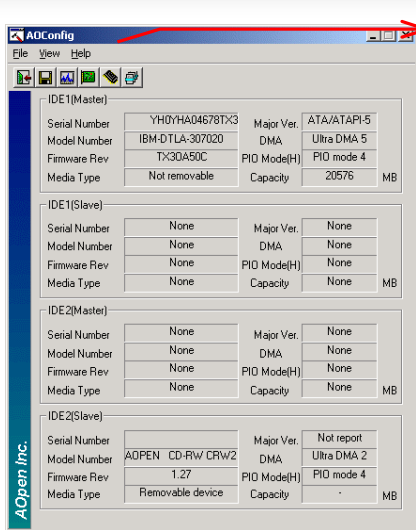 AOConfig
File View Help
IDE1(Master)
Serial Number YH0YHA04678TX3 Major Ver. ATA/ATAPI-5
Model Number IBM-DTLA-307020 DMA Ultra DMA 5
Firmware Rev TX3OA50C PIO Mode(H) PIO mode 4
Media Type Not removable Capacity 20576 MB
IDE1(Slave)
Serial Number None Major Ver. None
Model Number None DMA None
Firmware Rev None PIO Mode(H) None
Media Type None Capacity None MB
IDE2(Master)
Serial Number None Major Ver. None
Model Number None DMA None
Firmware Rev None PIO Mode(H) None
Media Type None Capacity None MB
IDE2(Slave)
Serial Number Major Ver. Not report
Model Number AOPEN CD-RW CRW2 DMA Ultra DMA 2
Firmware Rev 1.27 PIO Mode(H) PIO mode 4
Media Type Removable device Capacity - MB
AOpen Inc.